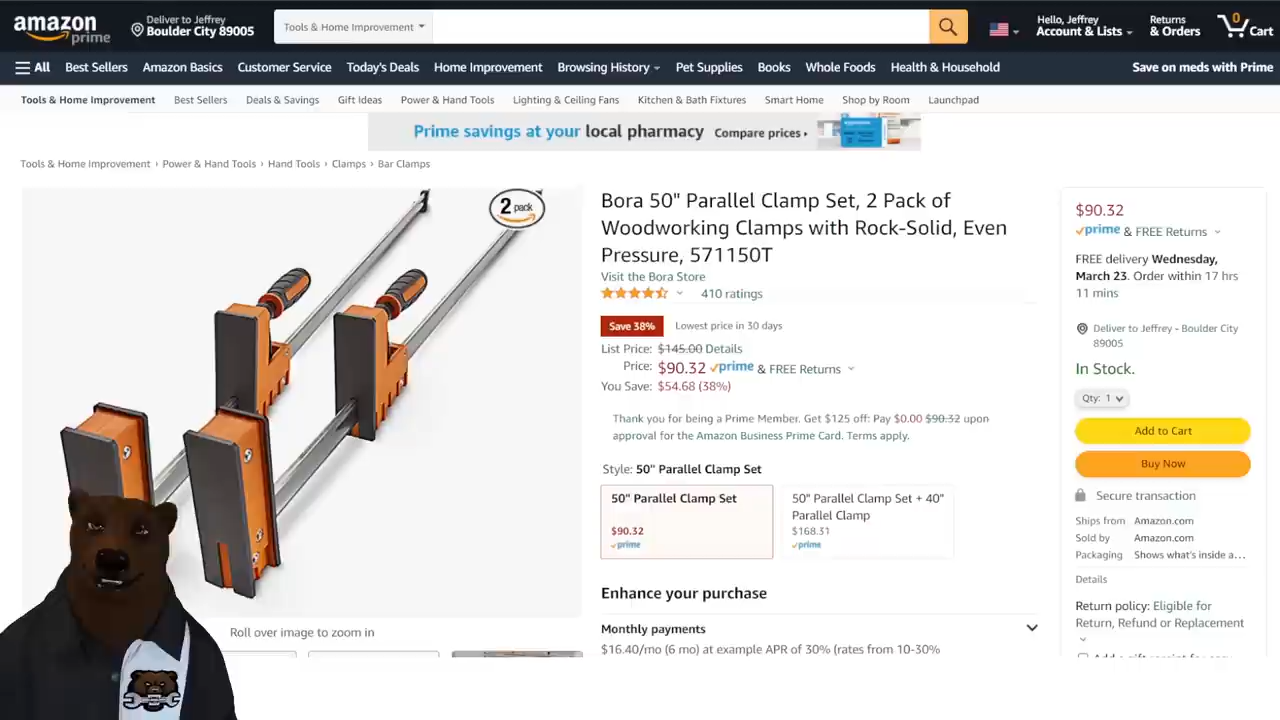 amazon
prime
Deliver to Jeffrey
Boulder City 89005
Tools & Home Improvement
Hello, Jeffrey
Account & Lists
Returns
& Orders
0
Cart
All
Best Sellers
Amazon Basics
Customer Service
Today's Deals
Home Improvement
Browsing History
Pet Supplies
Books
Whole Foods
Health & Household
Save on meds with Prime
Tools & Home Improvement
Best Sellers
Deals & Savings
Gift Ideas
Power & Hand Tools
Lighting & Ceiling Fans
Kitchen & Bath Fixtures
Smart Home
Shop by Room
Launchpad
Prime savings at your local pharmacy Compare prices ▸
Tools & Home Improvement › Power & Hand Tools › Hand Tools › Clamps › Bar Clamps
2 pack
Roll over image to zoom in
Bora 50" Parallel Clamp Set, 2 Pack of
Woodworking Clamps with Rock-Solid, Even
Pressure, 571150T
Visit the Bora Store
410 ratings
Save 38% Lowest price in 30 days
List Price: $145.00 Details
Price: $90.32 prime & FREE Returns
You Save: $54.68 (38%)
Thank you for being a Prime Member. Get $125 off: Pay $0.00 $90.32 upon
approval for the Amazon Business Prime Card. Terms apply.
Style: 50" Parallel Clamp Set
50" Parallel Clamp Set
$90.32
prime
50" Parallel Clamp Set + 40"
Parallel Clamp
$168.31
prime
Enhance your purchase
Monthly payments
$16.40/mo (6 mo) at example APR of 30% (rates from 10-30%
$90.32
prime & FREE Returns
FREE delivery Wednesday,
March 23. Order within 17 hrs
11 mins
Deliver to Jeffrey - Boulder City
89005
In Stock.
Qty: 1
Add to Cart
Buy Now
Secure transaction
Ships from Amazon.com
Sold by Amazon.com
Packaging Shows what's inside a...
Details
Return policy: Eligible for
Return, Refund or Replacement